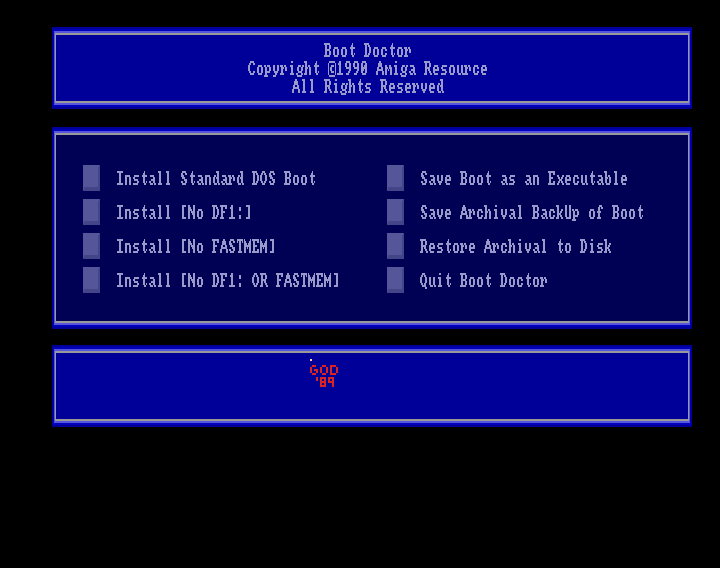 Boot Doctor
Copyright ©1990 Amiga Resource
All Rights Reserved
Install Standard DOS Boot
Install [No DF1:]
Install [No FASTMEM]
Install [No DF1: OR FASTMEM]
Save Boot as an Executable
Save Archival BackUp of Boot
Restore Archival to Disk
Quit Boot Doctor
GOD
'89